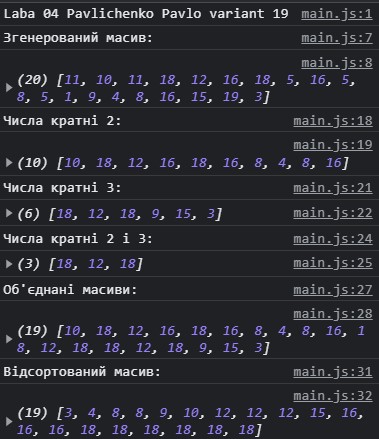 Laba 04 Pavlichenko Pavlo variant 19 main.js:1
Згенерований масив: main.js:7
main.js:8
(20) [11, 10, 11, 18, 12, 16, 18, 5, 16, 5,
8, 5, 1, 9, 4, 8, 16, 15, 19, 3]
Числа кратні 2: main.js:18
main.js:19
(10) [10, 18, 12, 16, 18, 16, 8, 4, 8, 16]
Числа кратні 3: main.js:21
(6) [18, 12, 18, 9, 15, 3] main.js:22
Числа кратні 2 і 3: main.js:24
(3) [18, 12, 18] main.js:25
Об'єднані масиви: main.js:27
main.js:28
(19) [10, 18, 12, 16, 18, 16, 8, 4, 8, 16, 1
8, 12, 18, 18, 12, 18, 9, 15, 3]
Відсортований масив: main.js:31
main.js:32
(19) [3, 4, 8, 8, 9, 10, 12, 12, 12, 15, 16,
16, 16, 18, 18, 18, 18, 18, 18]